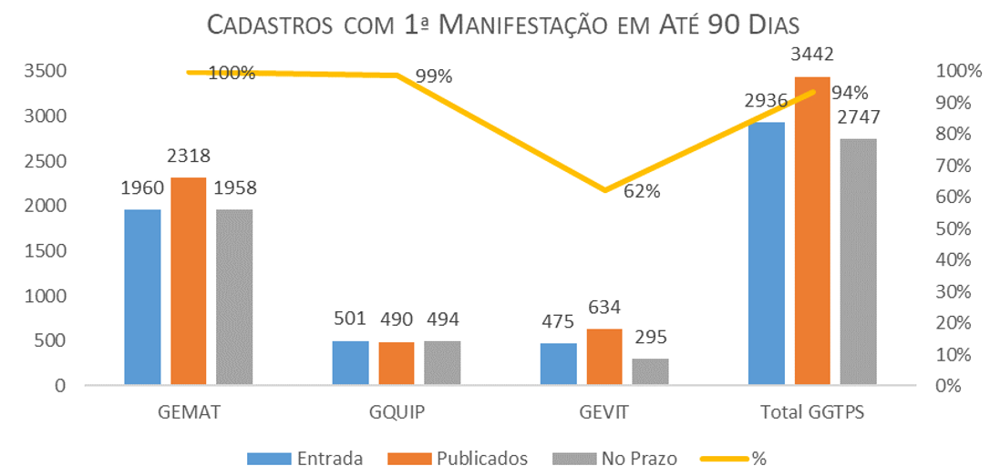 CADASTROS COM 1ª MANIFESTAÇÃO EM ATÉ 90 DIAS
3500 3000 2500 2000 1500 1000 500 0
100% 90% 80% 70% 60% 50% 40% 30% 20% 10% 0%
1960 2318 1958 100%
501 490 494 99%
475 634 295 62%
2936 3442 2747 94%
GEMAT GQUIP GEVIT Total GGTPS
Entrada Publicados No Prazo %